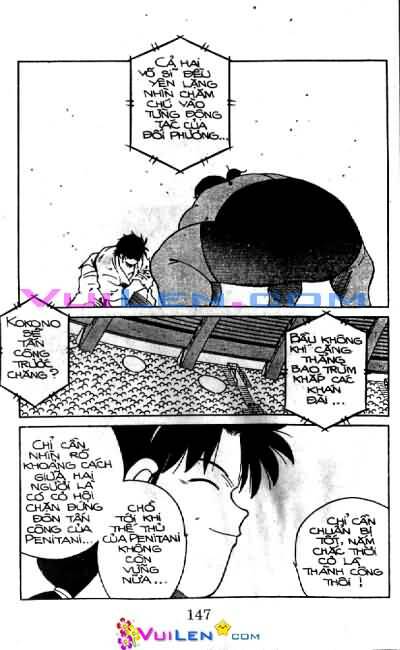 CẢ HAI
VÕ SĨ ĐỀU
YÊN LẶNG
NHÌN CHĂM
CHÚ VÀO
TỪNG ĐỘNG
TÁC CỦA
ĐỐI PHƯƠNG...
VuiLen.com
KOKONO
SẼ
TẤN
CÔNG
TRƯỚC
CHĂNG?
BẦU KHÔNG
KHÍ CĂNG
THẲNG
BAO TRÙM
KHẮP CÁC
KHÁN
ĐÀI...
CHỈ CẦN
NHÌN RÕ
KHOẢNG CÁCH
GIỮA HAI
NGƯỜI LÀ
CÓ CƠ HỘI
CHẶN ĐỨNG
ĐÒN TẤN
CÔNG CỦA
PENITANI...
CHỜ
TỚI KHI
THẾ THỦ
CỦA PENITANI
KHÔNG
CÒN
VỮNG
NỮA...
CHỈ CẦN
CHUẨN BỊ
TỐT, NẮM
CHẮC THỜI
CƠ LÀ
THÀNH CÔNG
THÔI!
147
VuiLen.com